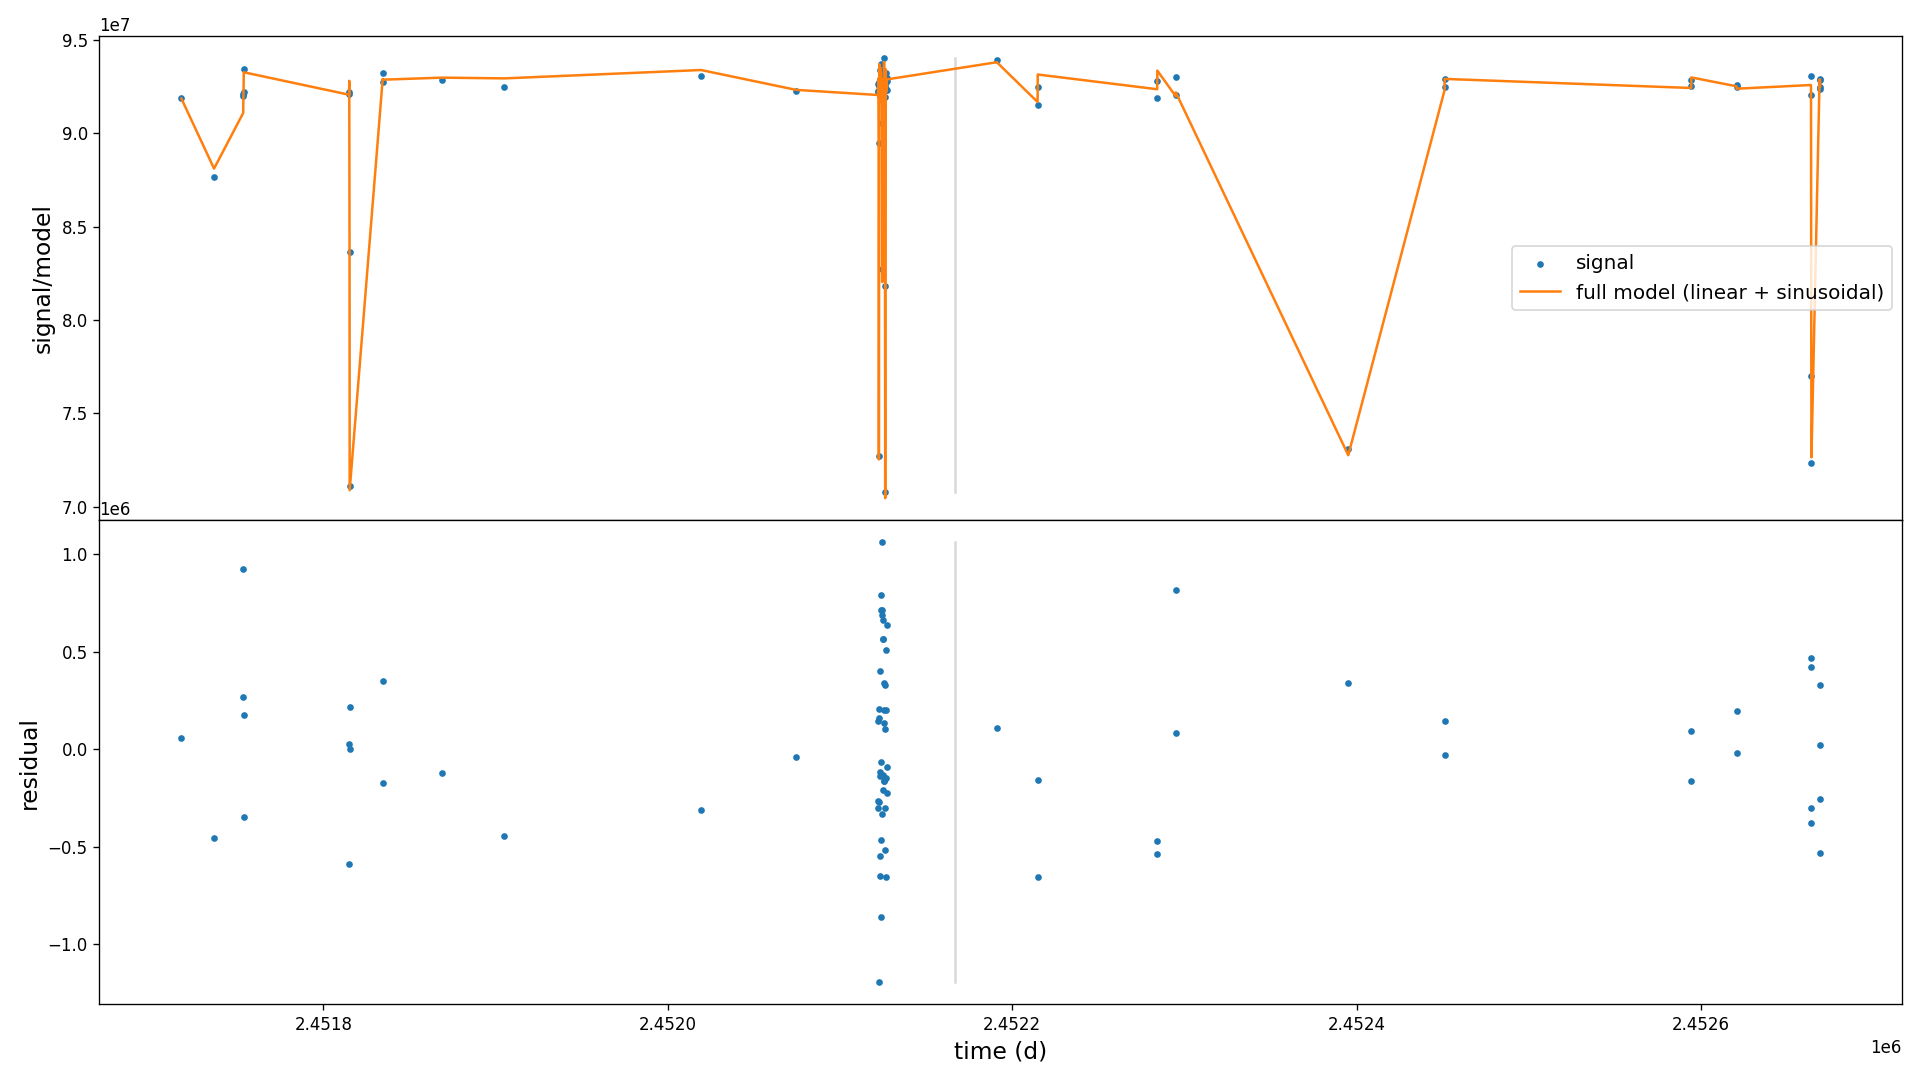 1e7
9.5
9.0
8.5
8.0
7.5
7.0
signal/model
signal
full model (linear + sinusoidal)
1e6
1.0
0.5
0.0
−0.5
−1.0
residual
2.4518
2.4520
2.4522
2.4524
2.4526
time (d)
1e6